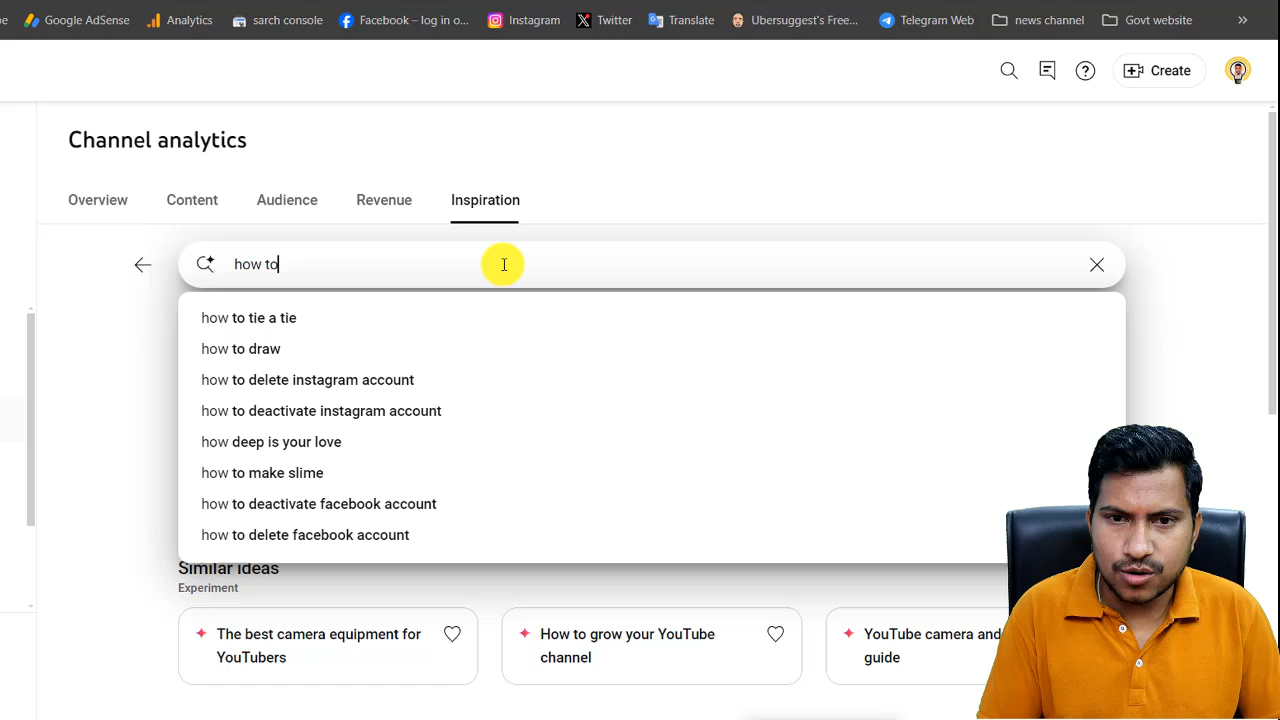 Google AdSense Analytics sarch console Facebook – log in o... Instagram Twitter Translate Ubersuggest's Free... Telegram Web news channel Govt website »
Create
Channel analytics
Overview Content Audience Revenue Inspiration
how to
how to tie a tie
how to draw
how to delete instagram account
how to deactivate instagram account
how deep is your love
how to make slime
how to deactivate facebook account
how to delete facebook account
Similar ideas
Experiment
The best camera equipment for
YouTubers
How to grow your YouTube
channel
YouTube camera and
guide